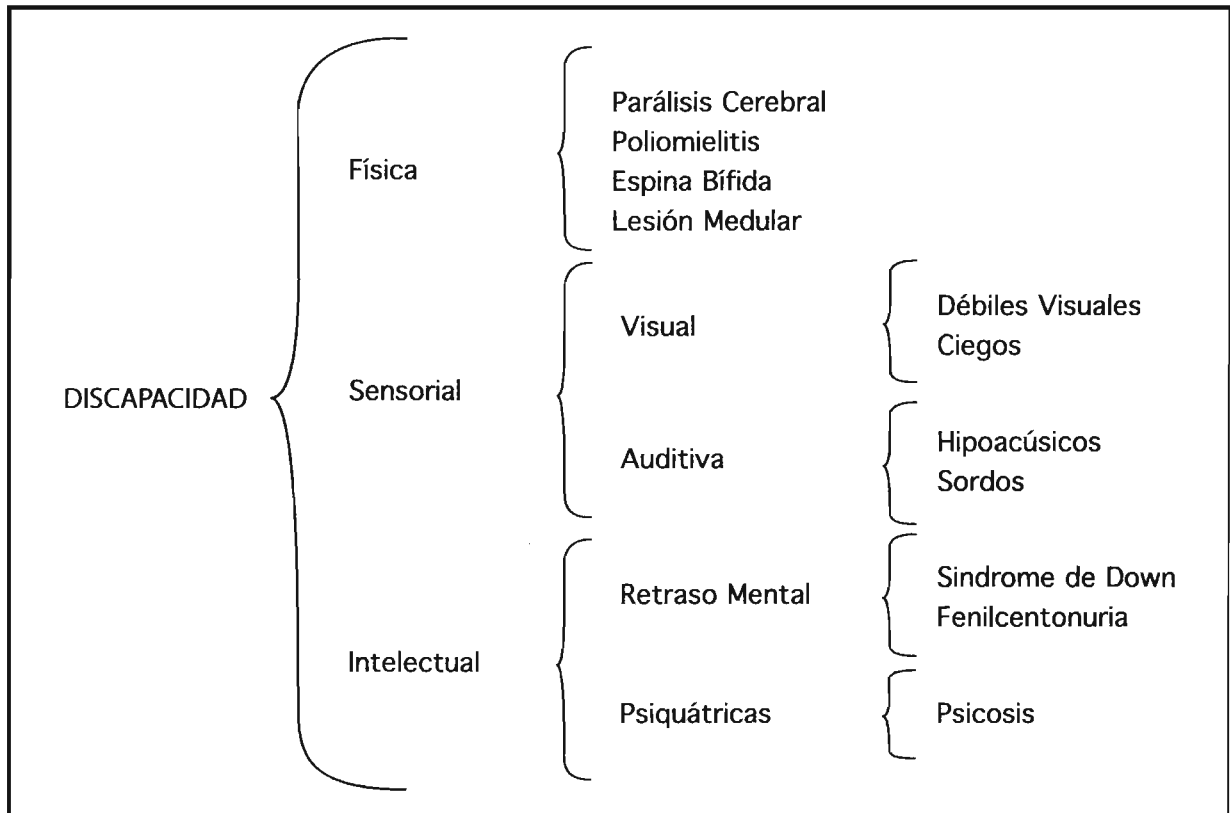 DISCAPACIDAD
Física
Parálisis Cerebral
Poliomielitis
Espina Bífida
Lesión Medular
Sensorial
Visual
Débiles Visuales
Ciegos
Auditiva
Hipoacúsicos
Sordos
Intelectual
Retraso Mental
Sindrome de Down
Fenilcentonuria
Psiquátricas
Psicosis